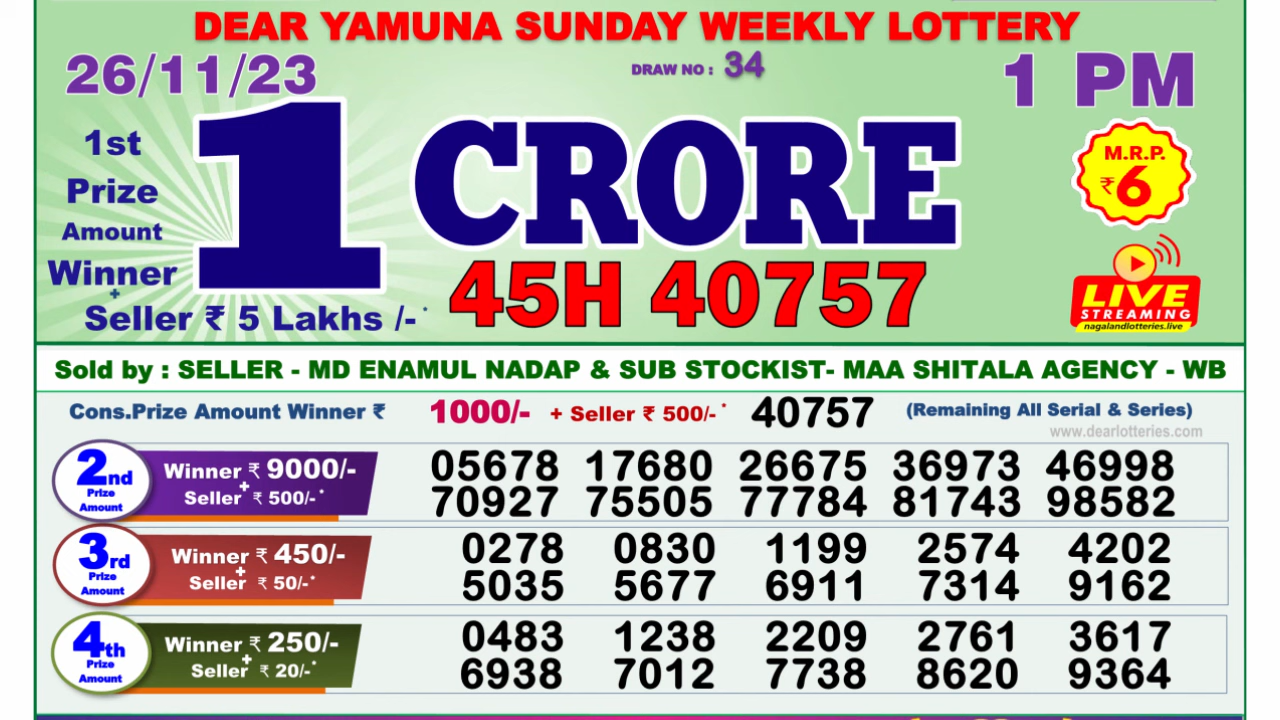 DEAR YAMUNA SUNDAY WEEKLY LOTTERY
26/11/23
DRAW NO : 34
1 PM
1st
Prize
Amount
Winner
+
Seller ₹ 5 Lakhs /-*
1 CRORE
45H 40757
M.R.P.
₹6
LIVE
STREAMING
nagalandlotteries.live
Sold by : SELLER - MD ENAMUL NADAP & SUB STOCKIST- MAA SHITALA AGENCY - WB
Cons.Prize Amount Winner ₹ 1000/- + Seller ₹ 500/-* 40757 (Remaining All Serial & Series)
www.dearlotteries.com
2nd
Prize
Amount
Winner ₹ 9000/-
+
Seller ₹ 500/-*
05678 17680 26675 36973 46998
70927 75505 77784 81743 98582
3rd
Prize
Amount
Winner ₹ 450/-
+
Seller ₹ 50/-*
0278 0830 1199 2574 4202
5035 5677 6911 7314 9162
4th
Prize
Amount
Winner ₹ 250/-
+
Seller ₹ 20/-*
0483 1238 2209 2761 3617
6938 7012 7738 8620 9364